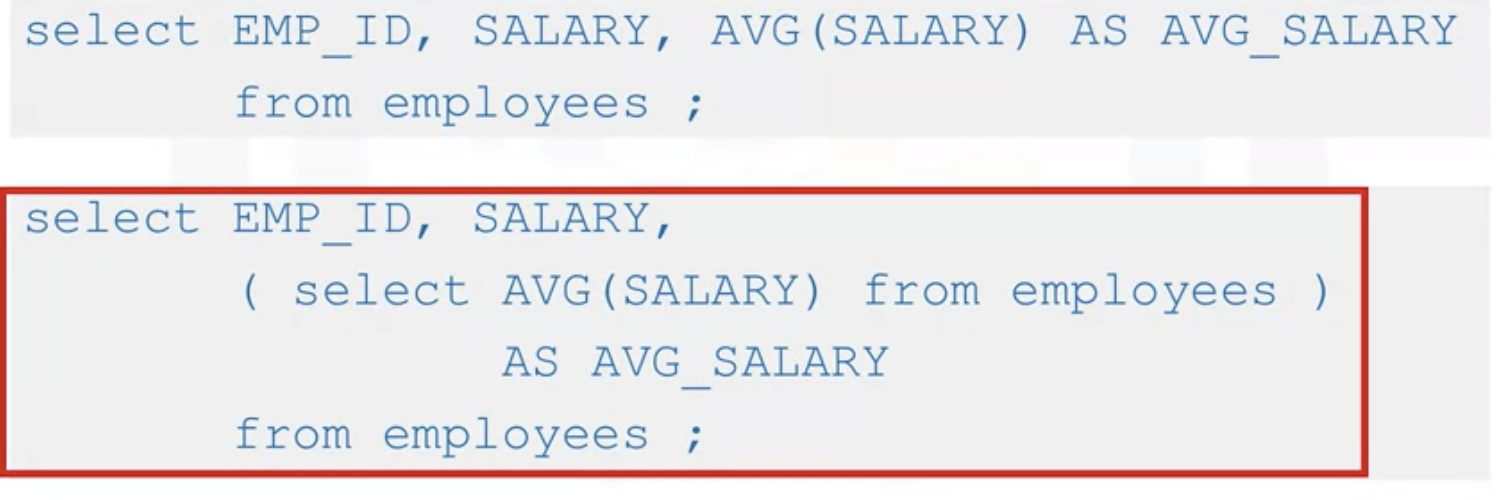 select EMP_ID, SALARY, AVG(SALARY) AS AVG_SALARY
from employees ;
select EMP_ID, SALARY,
( select AVG(SALARY) from employees )
AS AVG_SALARY
from employees ;